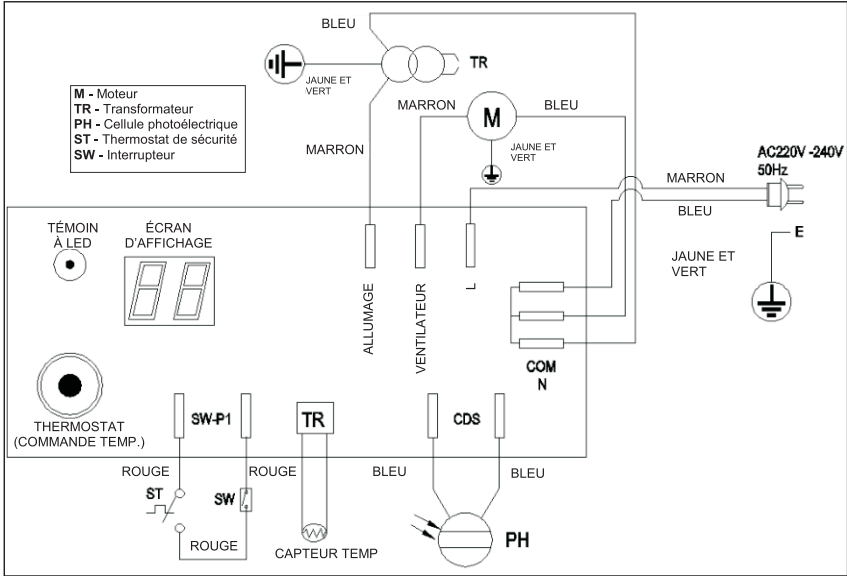 BLEU
TR
JAUNE ET
VERT
M - Moteur
TR - Transformateur
PH - Cellule photoélectrique
ST - Thermostat de sécurité
SW - Interrupteur
MARRON
BLEU
M
MARRON
JAUNE ET
VERT
AC220V -240V
50Hz
MARRON
BLEU
E
JAUNE ET
VERT
TÉMOIN
À LED
ÉCRAN
D'AFFICHAGE
88
ALLUMAGE
VENTILATEUR
L
COM
N
THERMOSTAT
(COMMANDE TEMP.)
SW-P1
TR
CDS
ROUGE
ROUGE
BLEU
BLEU
ST
SW
ROUGE
CAPTEUR TEMP
PH